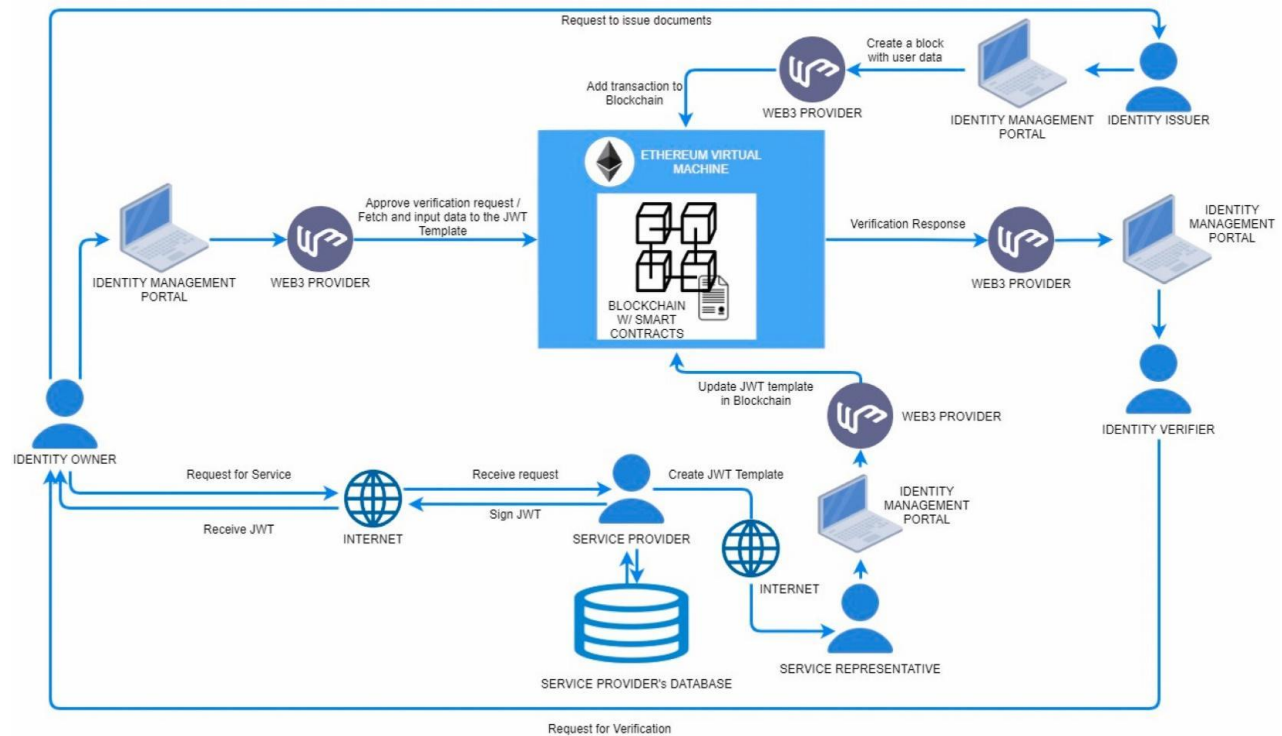 Request to issue documents
Create a block
with user data
Add transaction to
Blockchain
WEB3 PROVIDER
IDENTITY MANAGEMENT
PORTAL
IDENTITY ISSUER
ETHEREUM VIRTUAL
MACHINE
Approve verification request /
Fetch and input data to the JWT
Template
IDENTITY MANAGEMENT
PORTAL
WEB3 PROVIDER
BLOCKCHAIN
W/ SMART
CONTRACTS
Verification Response
WEB3 PROVIDER
IDENTITY
MANAGEMENT
PORTAL
Update JWT template
in Blockchain
WEB3 PROVIDER
IDENTITY VERIFIER
IDENTITY OWNER
Request for Service
Receive JWT
INTERNET
Receive request
Sign JWT
SERVICE PROVIDER
Create JWT Template
INTERNET
IDENTITY
MANAGEMENT
PORTAL
SERVICE REPRESENTATIVE
SERVICE PROVIDER's DATABASE
Request for Verification